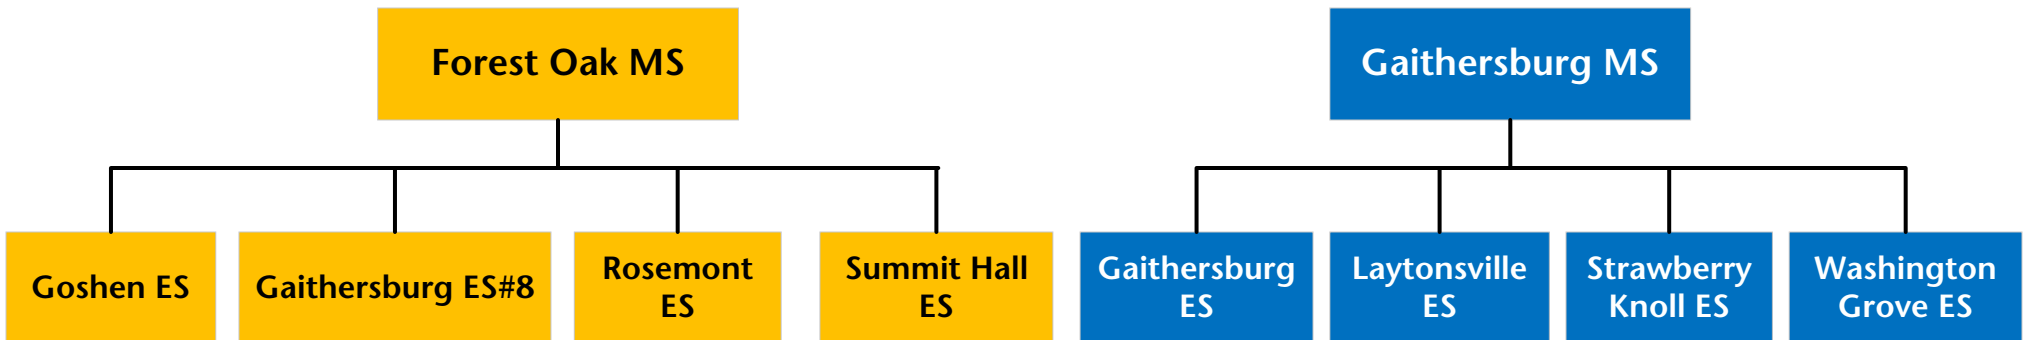 Forest Oak MS
Gaithersburg MS
Goshen ES
Gaithersburg ES#8
Rosemont
ES
Summit Hall
ES
Gaithersburg
ES
Laytonsville
ES
Strawberry
Knoll ES
Washington
Grove ES